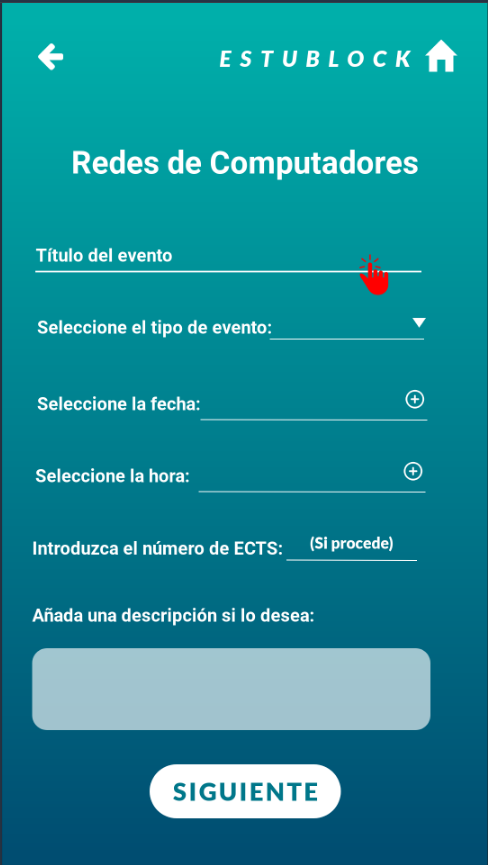 ESTUBLOCK
Redes de Computadores
Título del evento
Seleccione el tipo de evento:
Seleccione la fecha:
Seleccione la hora:
Introduzca el número de ECTS: (Si procede)
Añada una descripción si lo desea:
SIGUIENTE